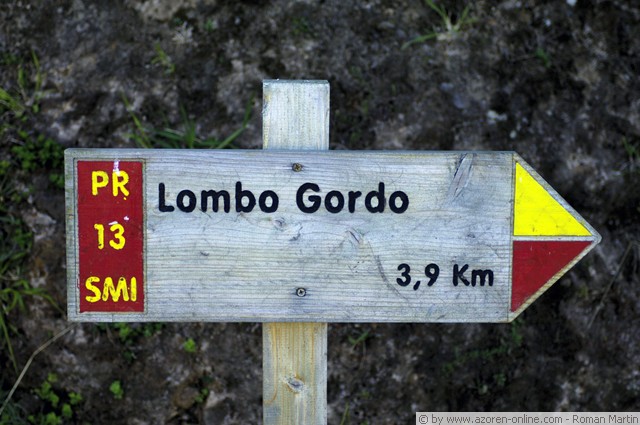 PR
13
SMI
Lombo Gordo
3,9 Km
© by www.azoren-online.com - Roman Martin